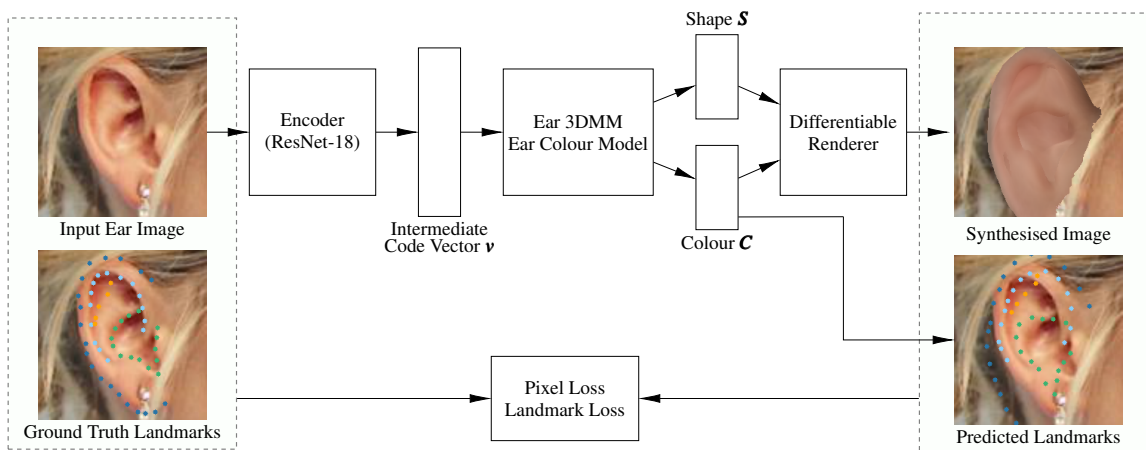 Shape S
Encoder
(ResNet-18)
Ear 3DMM
Ear Colour Model
Differentiable
Renderer
Input Ear Image
Intermediate
Code Vector v
Colour C
Synthesised Image
Pixel Loss
Landmark Loss
Ground Truth Landmarks
Predicted Landmarks